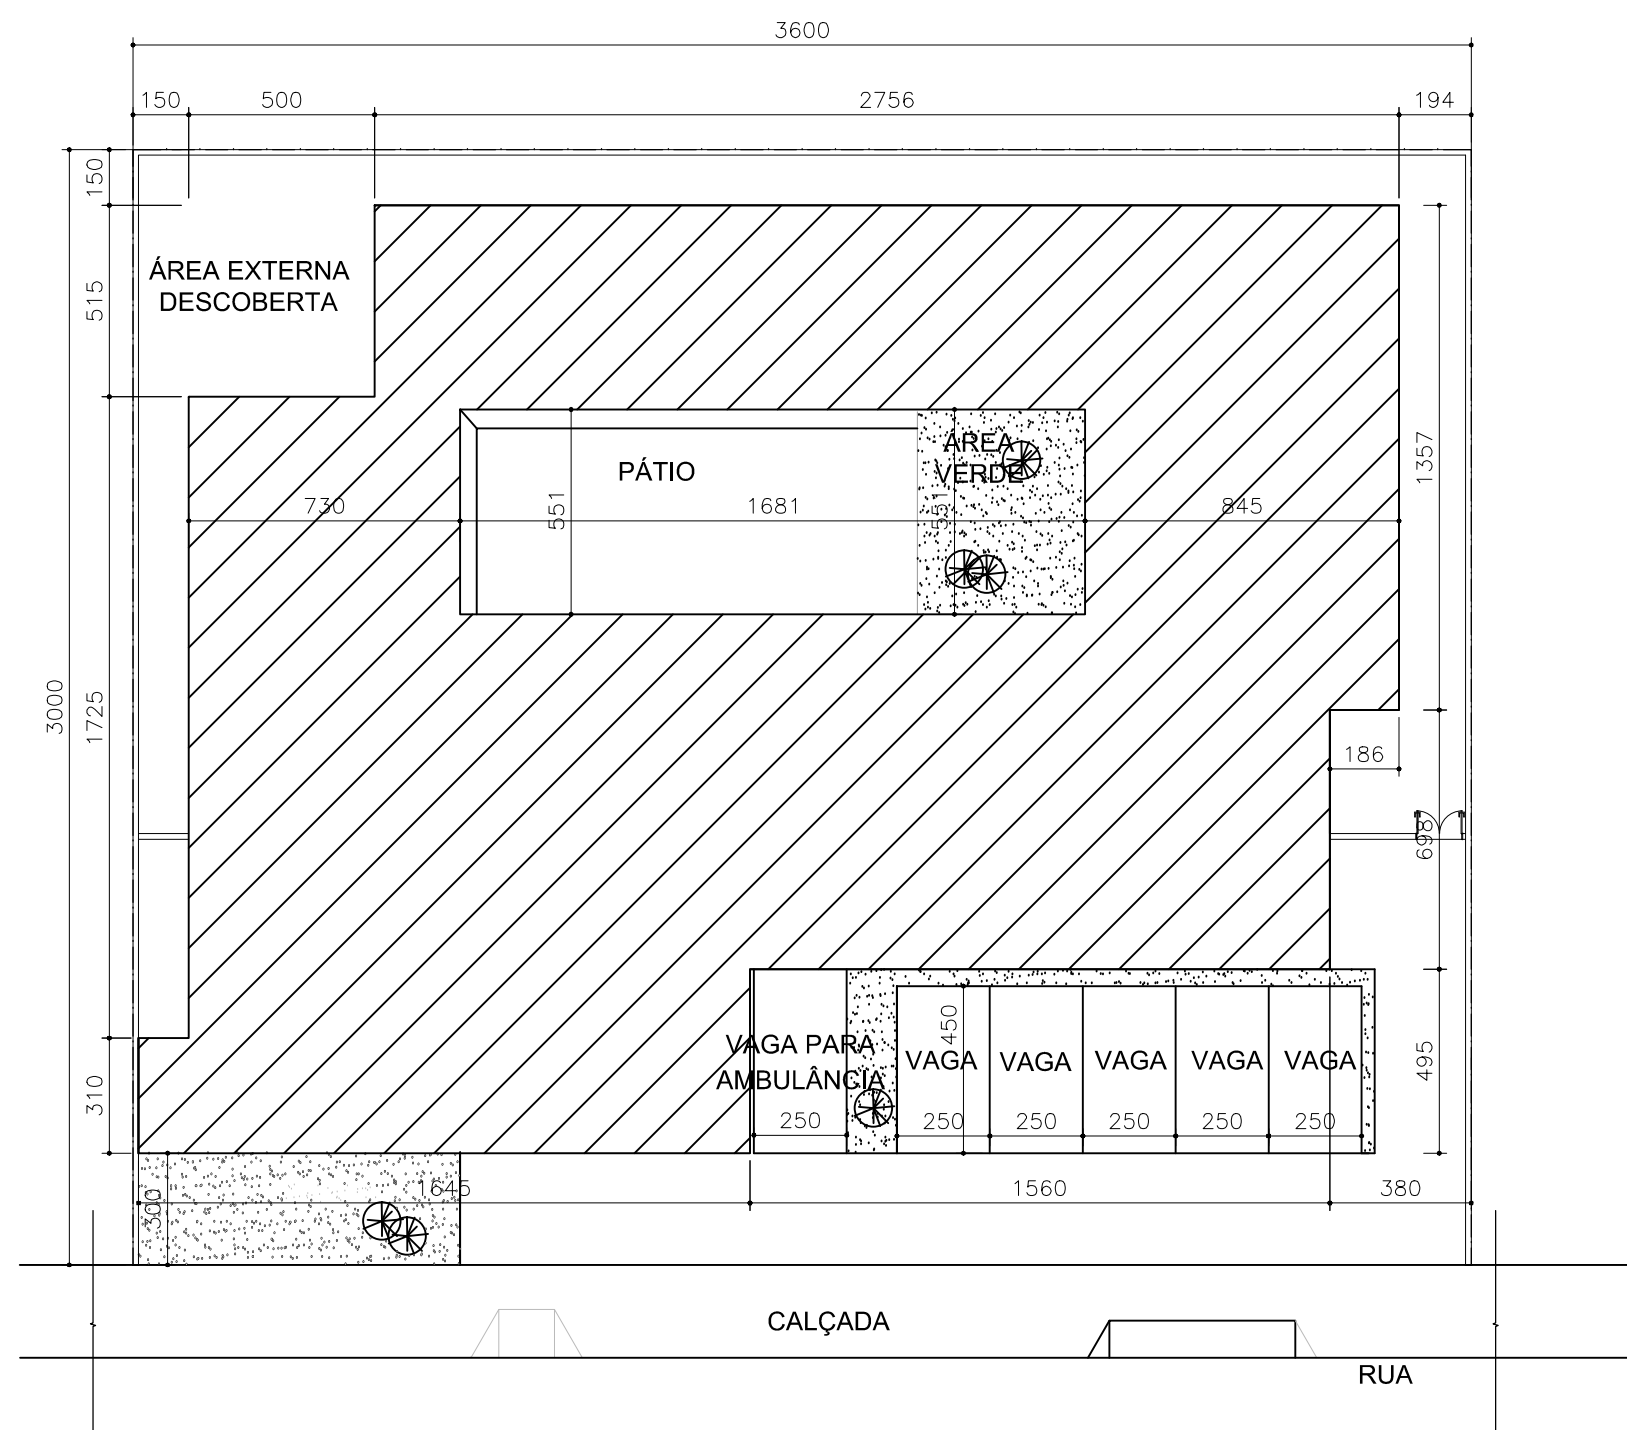 3600
150 500 2756 194
150
ÁREA EXTERNA
DESCOBERTA
515
ÁREA
VERDE
PÁTIO
1357
730 551 1681 551 845
3000
1725
186
698
450
VAGA PARA
AMBULÂNCIA
VAGA VAGA VAGA VAGA VAGA
495
310
250 250 250 250 250 250
300
1645 1560 380
CALÇADA
RUA